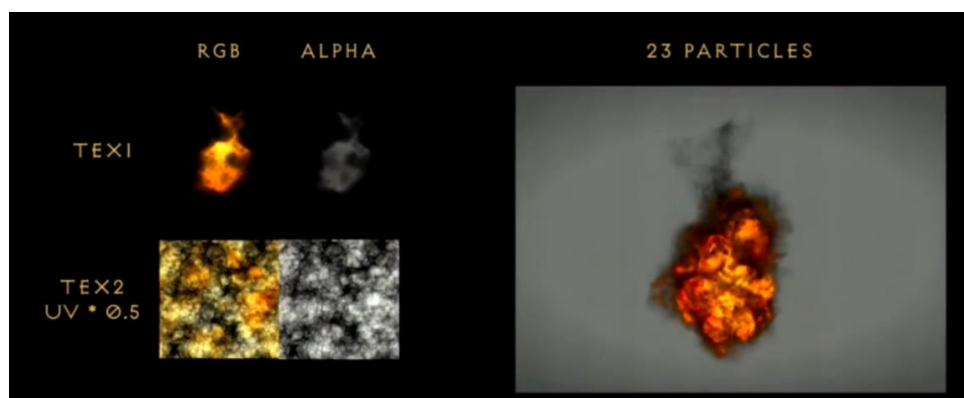 RGB
ALPHA
23 PARTICLES
TEX1
TEX2
UV * 0.5